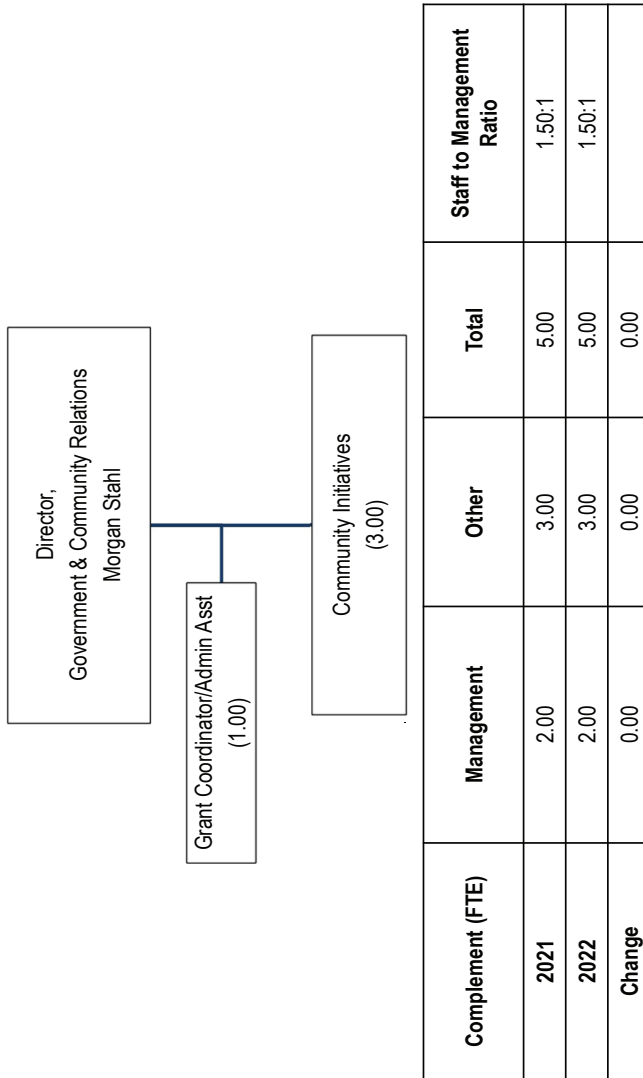 Director,
Government & Community Relations
Morgan Stahl
Grant Coordinator/Admin Asst
(1.00)
Community Initiatives
(3.00)
Complement (FTE) Management Other Total Staff to Management
Ratio
2021 2.00 3.00 5.00 1.50:1
2022 2.00 3.00 5.00 1.50:1
Change 0.00 0.00 0.00